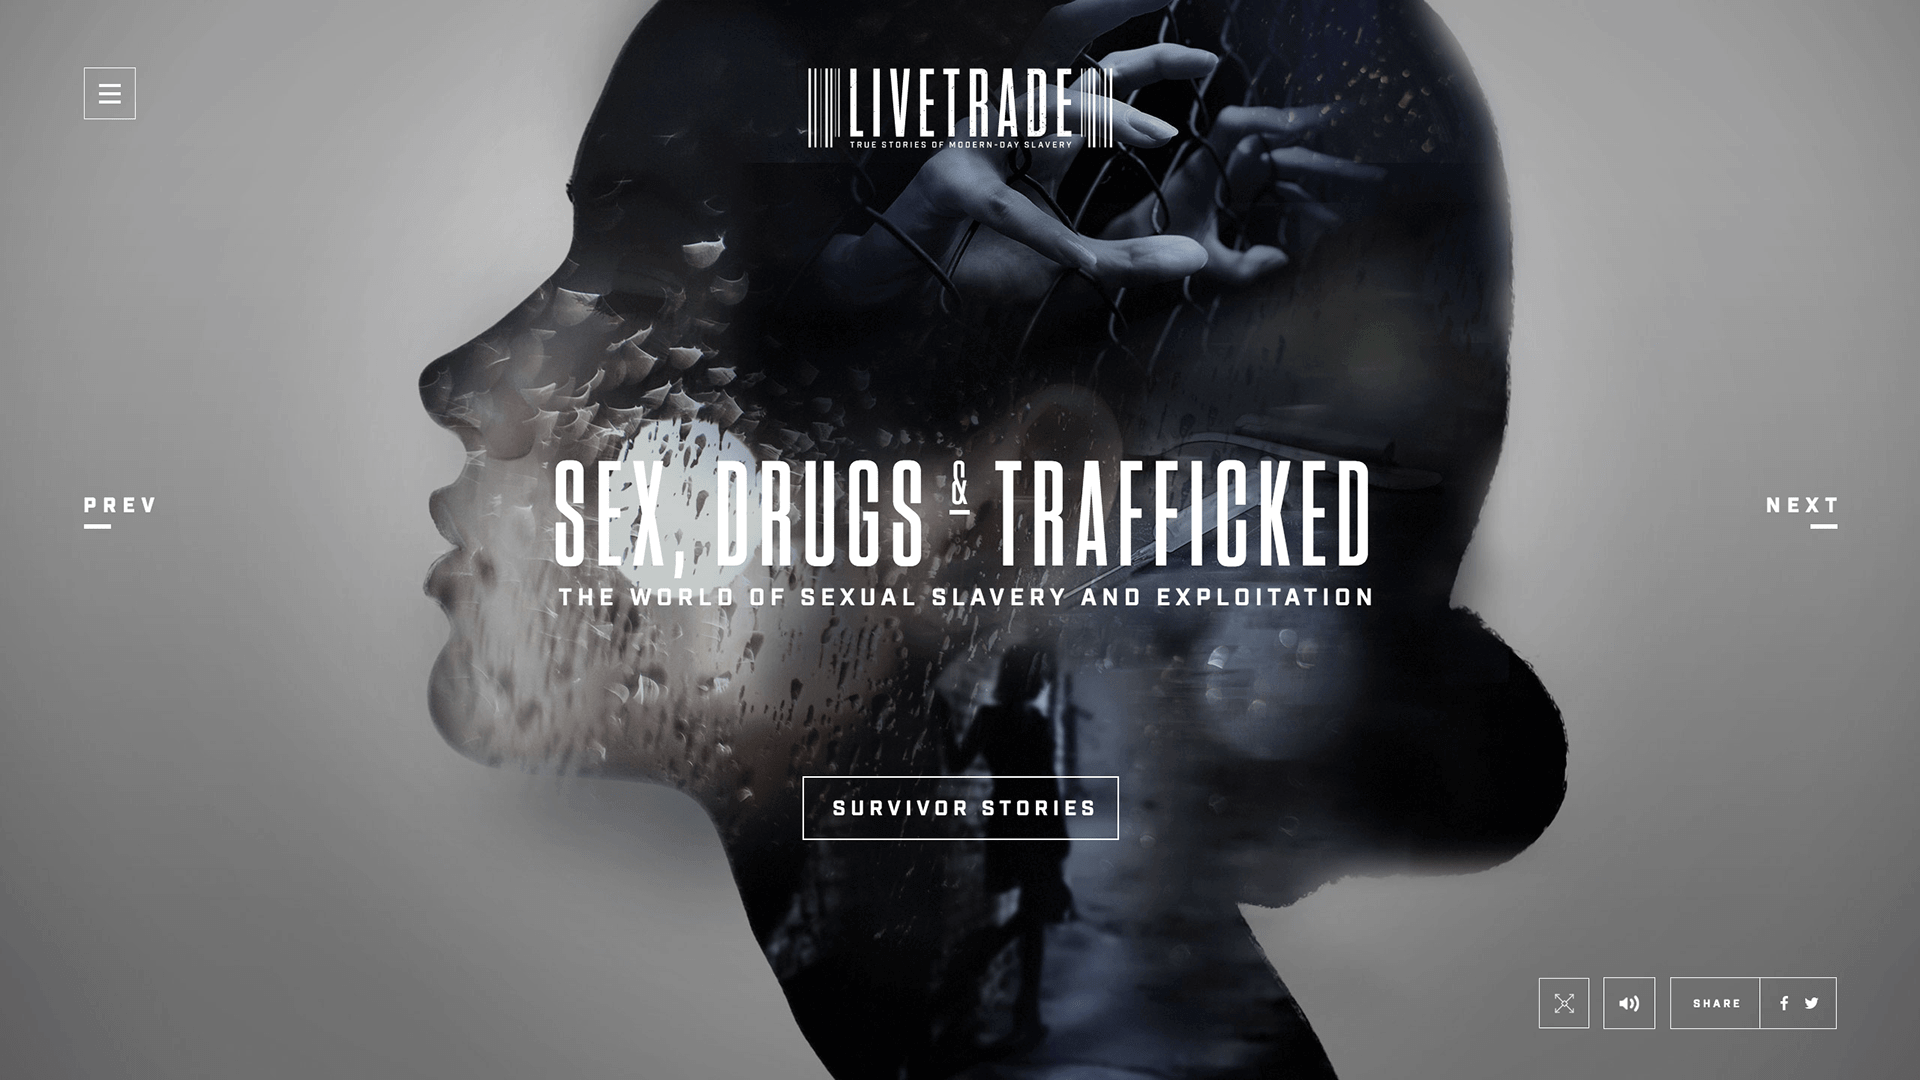 LIVETRADE
TRUE STORIES OF MODERN-DAY SLAVERY
PREV
NEXT
SEX, DRUGS & TRAFFICKED
THE WORLD OF SEXUAL SLAVERY AND EXPLOITATION
SURVIVOR STORIES
SHARE